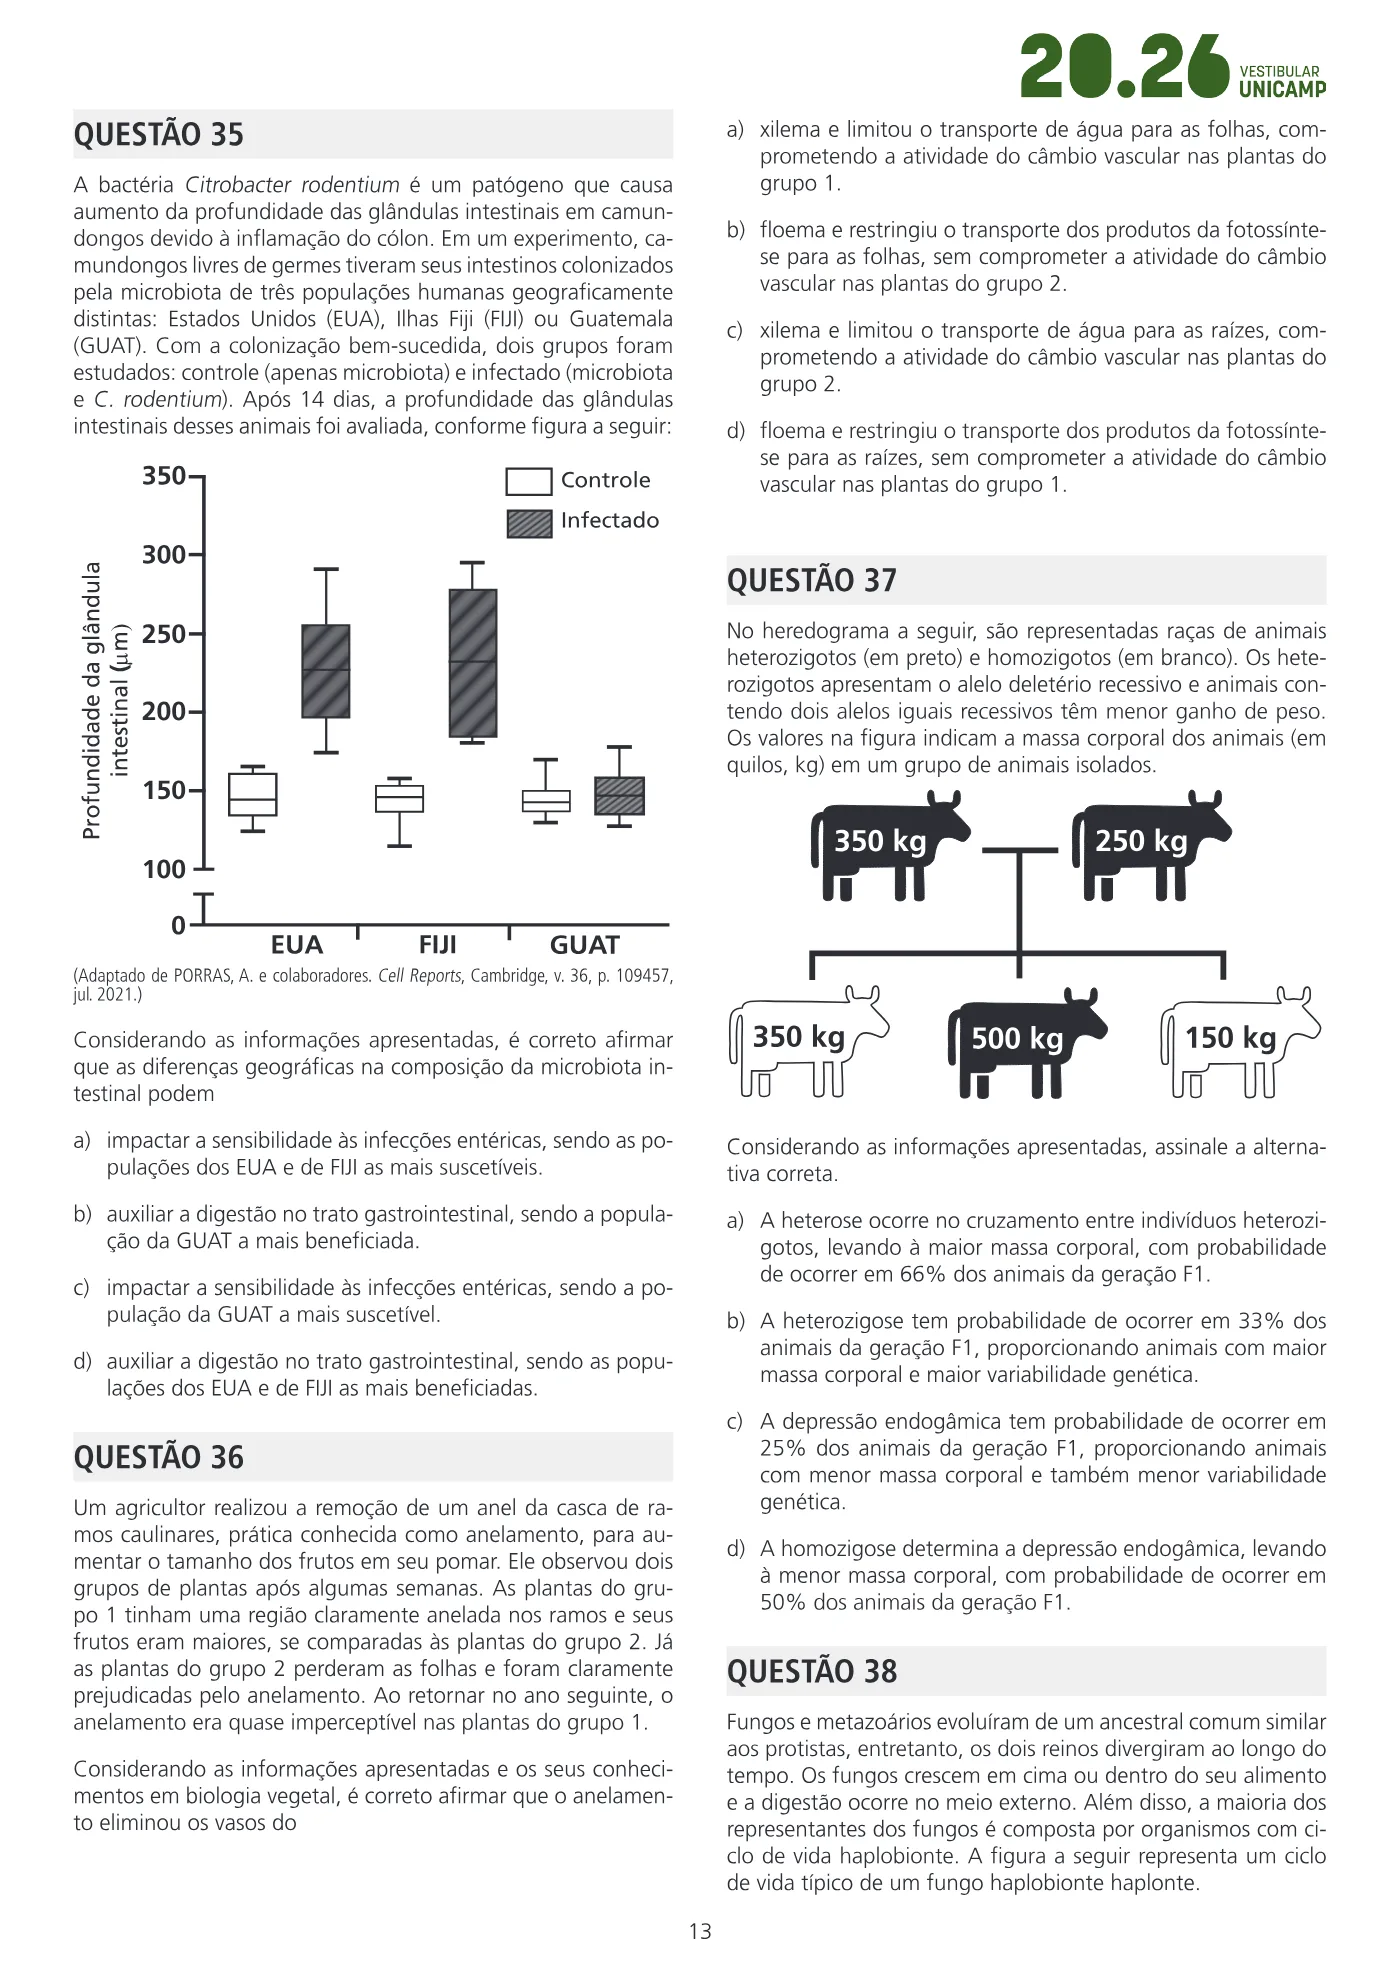 20.26 VESTIBULAR
UNICAMP
QUESTÃO 35
A bactéria Citrobacter rodentium é um patógeno que causa
aumento da profundidade das glândulas intestinais em camun-
dongos devido à inflamação do cólon. Em um experimento, ca-
mundongos livres de germes tiveram seus intestinos colonizados
pela microbiota de três populações humanas geograficamente
distintas: Estados Unidos (EUA), Ilhas Fiji (FIJI) ou Guatemala
(GUAT). Com a colonização bem-sucedida, dois grupos foram
estudados: controle (apenas microbiota) e infectado (microbiota
e C. rodentium). Após 14 dias, a profundidade das glândulas
intestinais desses animais foi avaliada, conforme figura a seguir:
Profundidade da glândula
intestinal (µm)
350
300
250
200
150
100
0
Controle
Infectado
EUA
FIJI
GUAT
(Adaptado de PORRAS, A. e colaboradores. Cell Reports, Cambridge, v. 36, p. 109457,
jul. 2021.)
Considerando as informações apresentadas, é correto afirmar
que as diferenças geográficas na composição da microbiota in-
testinal podem
a) impactar a sensibilidade às infecções entéricas, sendo as po-
pulações dos EUA e de FIJI as mais suscetíveis.
b) auxiliar a digestão no trato gastrointestinal, sendo a popula-
ção da GUAT a mais beneficiada.
c) impactar a sensibilidade às infecções entéricas, sendo a po-
pulação da GUAT a mais suscetível.
d) auxiliar a digestão no trato gastrointestinal, sendo as popu-
lações dos EUA e de FIJI as mais beneficiadas.
QUESTÃO 36
Um agricultor realizou a remoção de um anel da casca de ra-
mos caulinares, prática conhecida como anelamento, para au-
mentar o tamanho dos frutos em seu pomar. Ele observou dois
grupos de plantas após algumas semanas. As plantas do gru-
po 1 tinham uma região claramente anelada nos ramos e seus
frutos eram maiores, se comparadas às plantas do grupo 2. Já
as plantas do grupo 2 perderam as folhas e foram claramente
prejudicadas pelo anelamento. Ao retornar no ano seguinte, o
anelamento era quase imperceptível nas plantas do grupo 1.
Considerando as informações apresentadas e os seus conheci-
mentos em biologia vegetal, é correto afirmar que o anelamen-
to eliminou os vasos do
a) xilema e limitou o transporte de água para as folhas, com-
prometendo a atividade do câmbio vascular nas plantas do
grupo 1.
b) floema e restringiu o transporte dos produtos da fotossínte-
se para as folhas, sem comprometer a atividade do câmbio
vascular nas plantas do grupo 2.
c) xilema e limitou o transporte de água para as raízes, com-
prometendo a atividade do câmbio vascular nas plantas do
grupo 2.
d) floema e restringiu o transporte dos produtos da fotossínte-
se para as raízes, sem comprometer a atividade do câmbio
vascular nas plantas do grupo 1.
QUESTÃO 37
No heredograma a seguir, são representadas raças de animais
heterozigotos (em preto) e homozigotos (em branco). Os hete-
rozigotos apresentam o alelo deletério recessivo e animais con-
tendo dois alelos iguais recessivos têm menor ganho de peso.
Os valores na figura indicam a massa corporal dos animais (em
quilos, kg) em um grupo de animais isolados.
350 kg
250 kg
350 kg
500 kg
150 kg
Considerando as informações apresentadas, assinale a alterna-
tiva correta.
a) A heterose ocorre no cruzamento entre indivíduos heterozi-
gotos, levando à maior massa corporal, com probabilidade
de ocorrer em 66% dos animais da geração F1.
b) A heterozigose tem probabilidade de ocorrer em 33% dos
animais da geração F1, proporcionando animais com maior
massa corporal e maior variabilidade genética.
c) A depressão endogâmica tem probabilidade de ocorrer em
25% dos animais da geração F1, proporcionando animais
com menor massa corporal e também menor variabilidade
genética.
d) A homozigose determina a depressão endogâmica, levando
à menor massa corporal, com probabilidade de ocorrer em
50% dos animais da geração F1.
QUESTÃO 38
Fungos e metazoários evoluíram de um ancestral comum similar
aos protistas, entretanto, os dois reinos divergiram ao longo do
tempo. Os fungos crescem em cima ou dentro do seu alimento
e a digestão ocorre no meio externo. Além disso, a maioria dos
representantes dos fungos é composta por organismos com ci-
clo de vida haplobionte. A figura a seguir representa um ciclo
de vida típico de um fungo haplobionte haplonte.
13